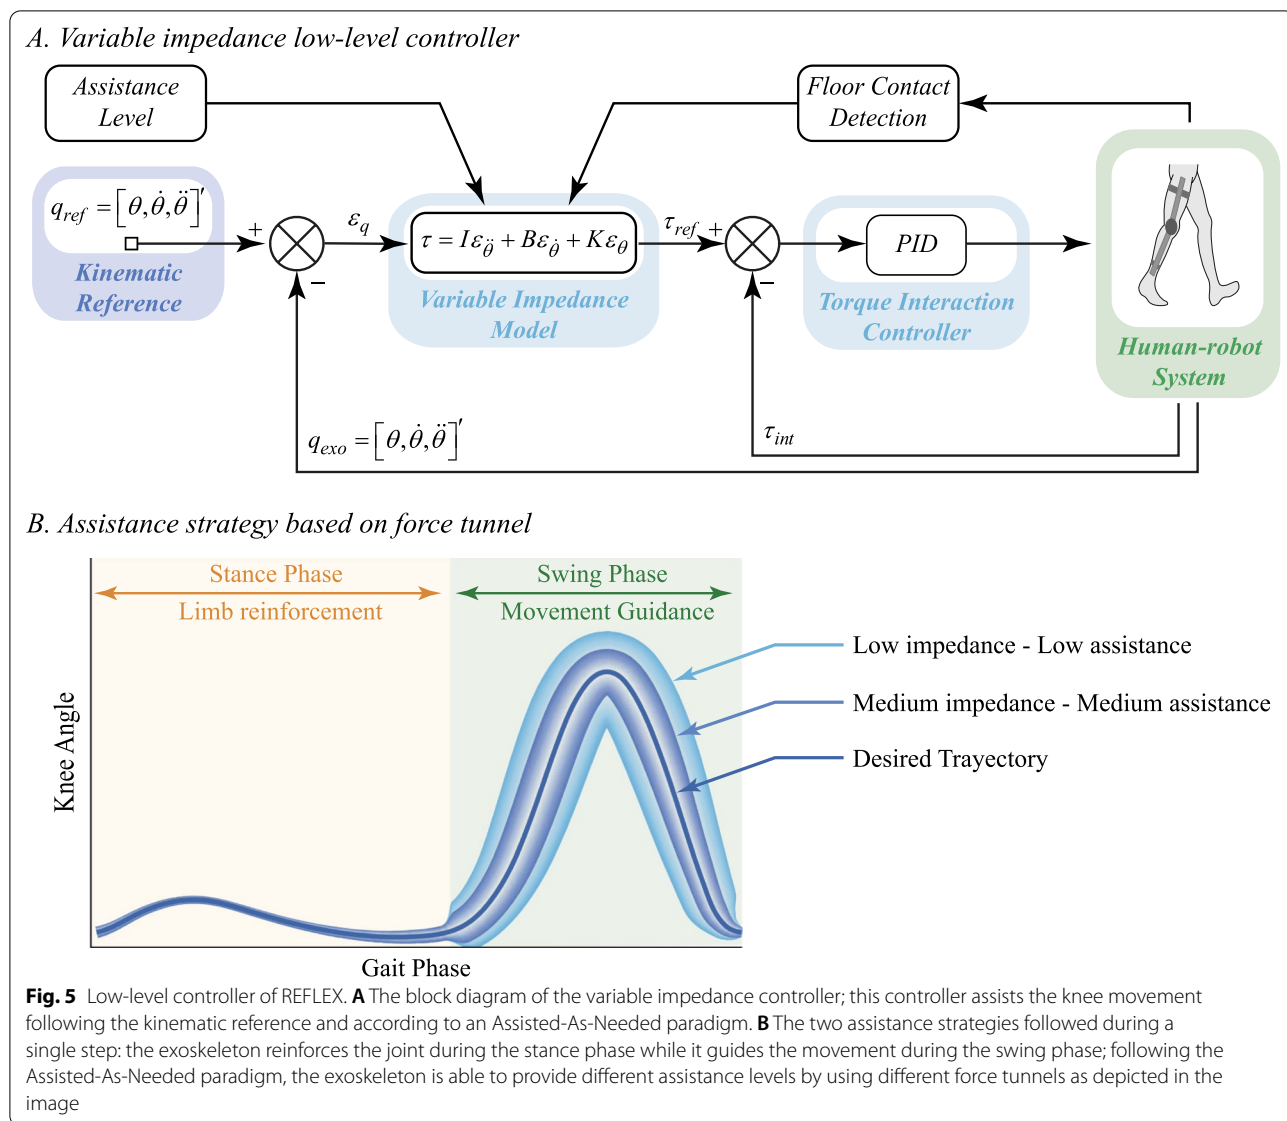 A. Variable impedance low-level controller
Assistance
Level
Floor Contact
Detection
q_ref = [θ, θ̇, θ̈]′
Kinematic
Reference
+
−
ε_q
τ = Iε_θ̈ + Bε_θ̇ + Kε_θ
Variable Impedance
Model
τ_ref
+
−
PID
Torque Interaction
Controller
Human-robot
System
q_exo = [θ, θ̇, θ̈]′
τ_int
B. Assistance strategy based on force tunnel
Stance Phase
Limb reinforcement
Swing Phase
Movement Guidance
Low impedance - Low assistance
Medium impedance - Medium assistance
Desired Trayectory
Knee Angle
Gait Phase
Fig. 5 Low-level controller of REFLEX. A The block diagram of the variable impedance controller; this controller assists the knee movement
following the kinematic reference and according to an Assisted-As-Needed paradigm. B The two assistance strategies followed during a
single step: the exoskeleton reinforces the joint during the stance phase while it guides the movement during the swing phase; following the
Assisted-As-Needed paradigm, the exoskeleton is able to provide different assistance levels by using different force tunnels as depicted in the
image